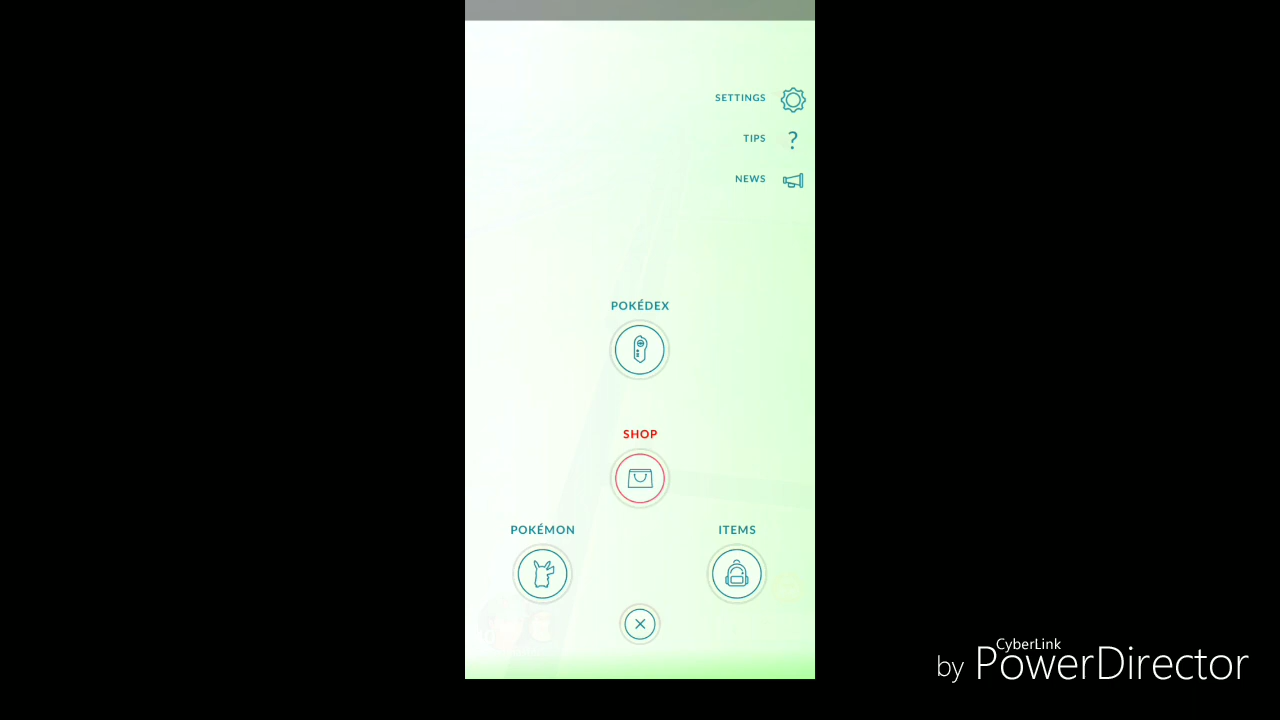 SETTINGS
TIPS
?
NEWS
POKÉDEX
SHOP
POKÉMON
ITEMS
CyberLink
by PowerDirector